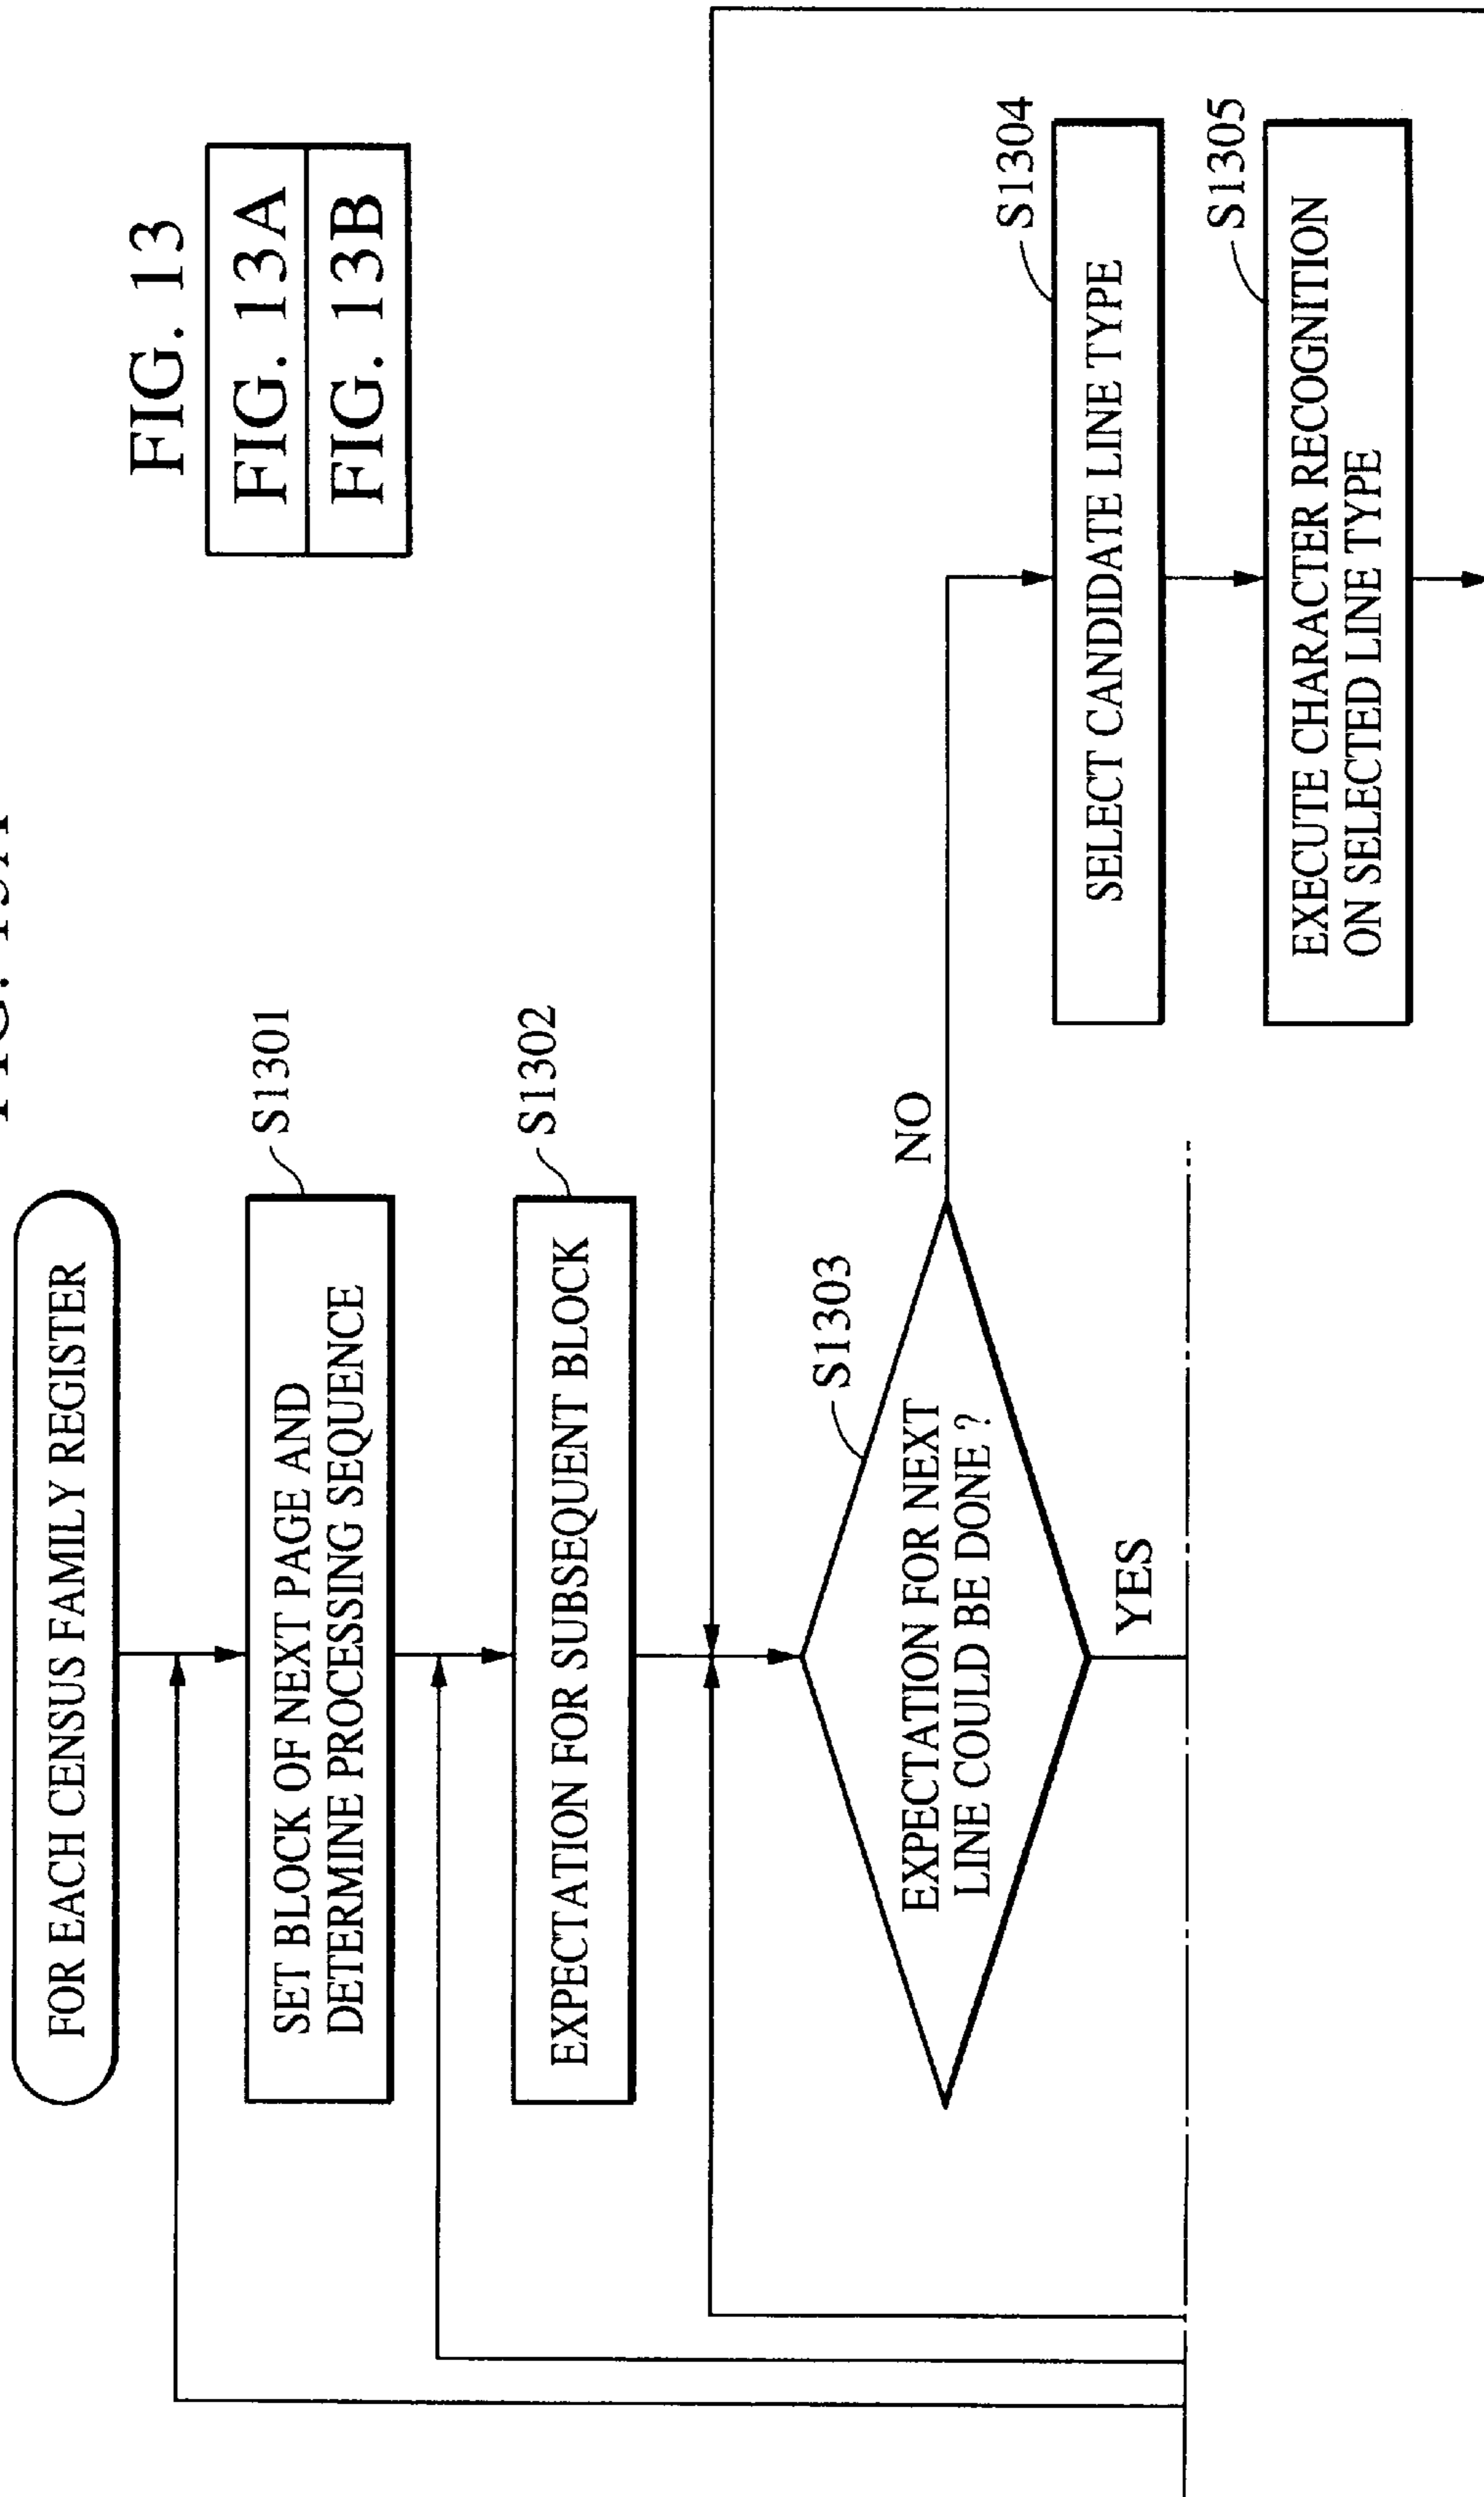 FIG. 13
FIG. 13A
FIG. 13B
FOR EACH CENSUS FAMILY REGISTER
S1301
SET BLOCK OF NEXT PAGE AND
DETERMINE PROCESSING SEQUENCE
S1302
EXPECTATION FOR SUBSEQUENT BLOCK
S1303
EXPECTATION FOR NEXT
LINE COULD BE DONE ?
NO
YES
S1304
SELECT CANDIDATE LINE TYPE
S1305
EXECUTE CHARACTER RECOGNITION
ON SELECTED LINE TYPE